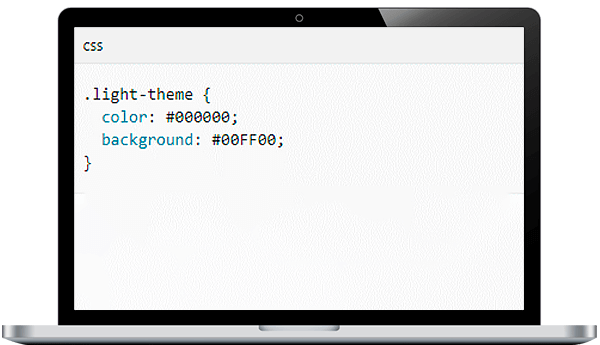 css
.light-theme {
  color: #000000;
  background: #00FF00;
}